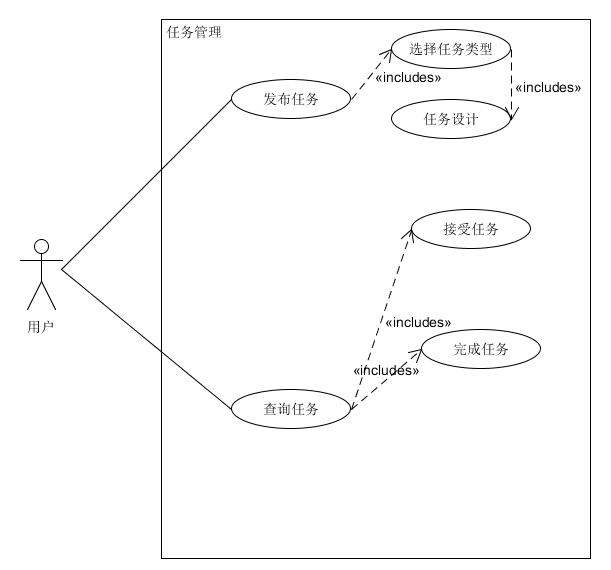 任务管理
选择任务类型
«includes»
«includes»
发布任务
任务设计
接受任务
用户
«includes»
完成任务
«includes»
查询任务